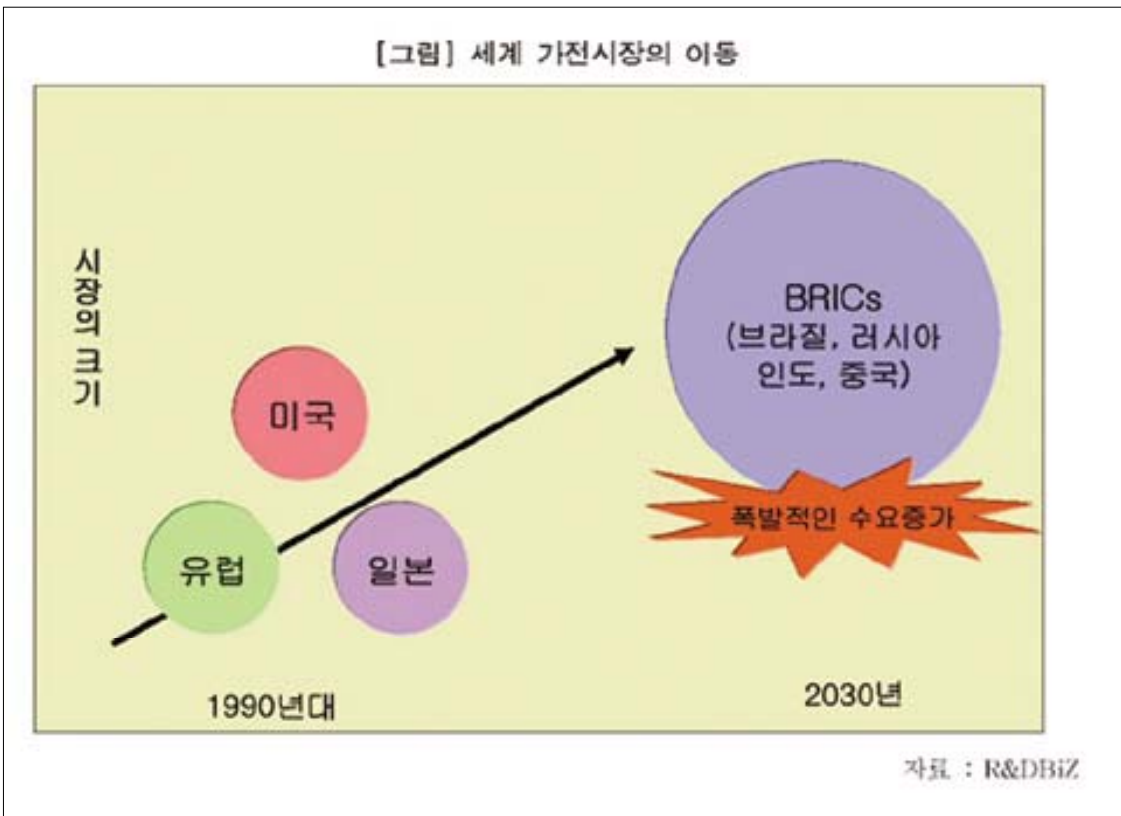 [그림] 세계 가전시장의 이동
시장의 크기
BRICs
(브라질, 러시아
인도, 중국)
미국
폭발적인 수요증가
유럽
일본
1990년대
2030년
자료 : R&DBiZ